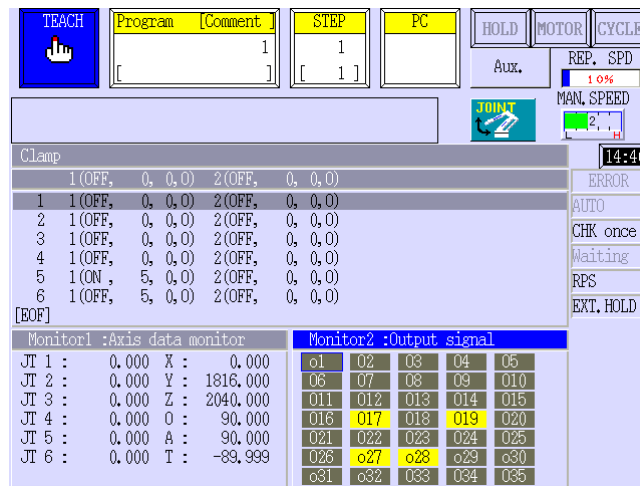 TEACH
Program [Comment ]
1
[ ]
STEP
1
[ 1 ]
PC
HOLD MOTOR CYCLE
Aux.
REP. SPD
10%
JOINT
MAN. SPEED
2
L H
Clamp
14:46
1(OFF, 0, 0,0) 2(OFF, 0, 0,0)
ERROR
1 1(OFF, 0, 0,0) 2(OFF, 0, 0,0)
AUTO
2 1(OFF, 0, 0,0) 2(OFF, 0, 0,0)
3 1(OFF, 0, 0,0) 2(OFF, 0, 0,0)
CHK once
4 1(OFF, 0, 0,0) 2(OFF, 0, 0,0)
Waiting
5 1(ON , 5, 0,0) 2(OFF, 0, 0,0)
RPS
6 1(OFF, 5, 0,0) 2(OFF, 0, 0,0)
EXT. HOLD
[EOF]
Monitor1 :Axis data monitor
JT 1 : 0.000 X : 0.000
JT 2 : 0.000 Y : 1816.000
JT 3 : 0.000 Z : 2040.000
JT 4 : 0.000 O : 90.000
JT 5 : 0.000 A : 90.000
JT 6 : 0.000 T : -89.999
Monitor2 :Output signal
o1 o2 o3 o4 o5
o6 o7 o8 o9 o10
o11 o12 o13 o14 o15
o16 o17 o18 o19 o20
o21 o22 o23 o24 o25
o26 o27 o28 o29 o30
o31 o32 o33 o34 o35